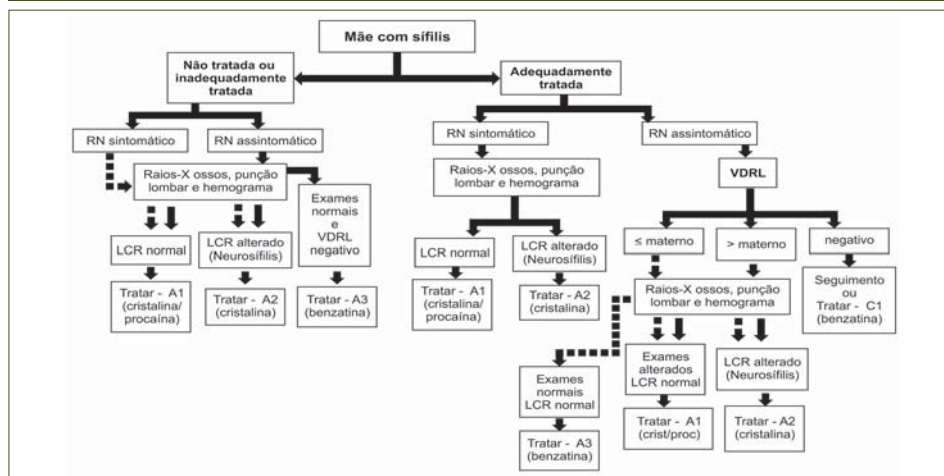 Mãe com sífilis
Não tratada ou
inadequadamente
tratada
Adequadamente
tratada
RN sintomático
RN assintomático
RN sintomático
RN assintomático
Raios-X ossos, punção
lombar e hemograma
Exames
normais
e
VDRL
negativo
Raios-X ossos, punção
lombar e hemograma
VDRL
LCR normal
LCR alterado
(Neurosífilis)
LCR normal
LCR alterado
(Neurosífilis)
≤ materno
> materno
negativo
Tratar - A1
(cristalina/
procaína)
Tratar - A2
(cristalina)
Tratar - A3
(benzatina)
Tratar - A1
(cristalina/
procaína)
Tratar - A2
(cristalina)
Raios-X ossos, punção
lombar e hemograma
Seguimento
ou
Tratar - C1
(benzatina)
Exames
normais
LCR normal
Exames
alterados
LCR normal
LCR alterado
(Neurosífilis)
Tratar - A3
(benzatina)
Tratar - A1
(crist/proc)
Tratar - A2
(cristalina)